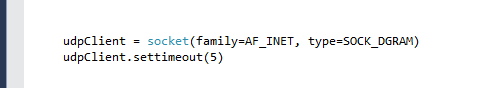 udpClient = socket(family=AF_INET, type=SOCK_DGRAM)
udpClient.settimeout(5)